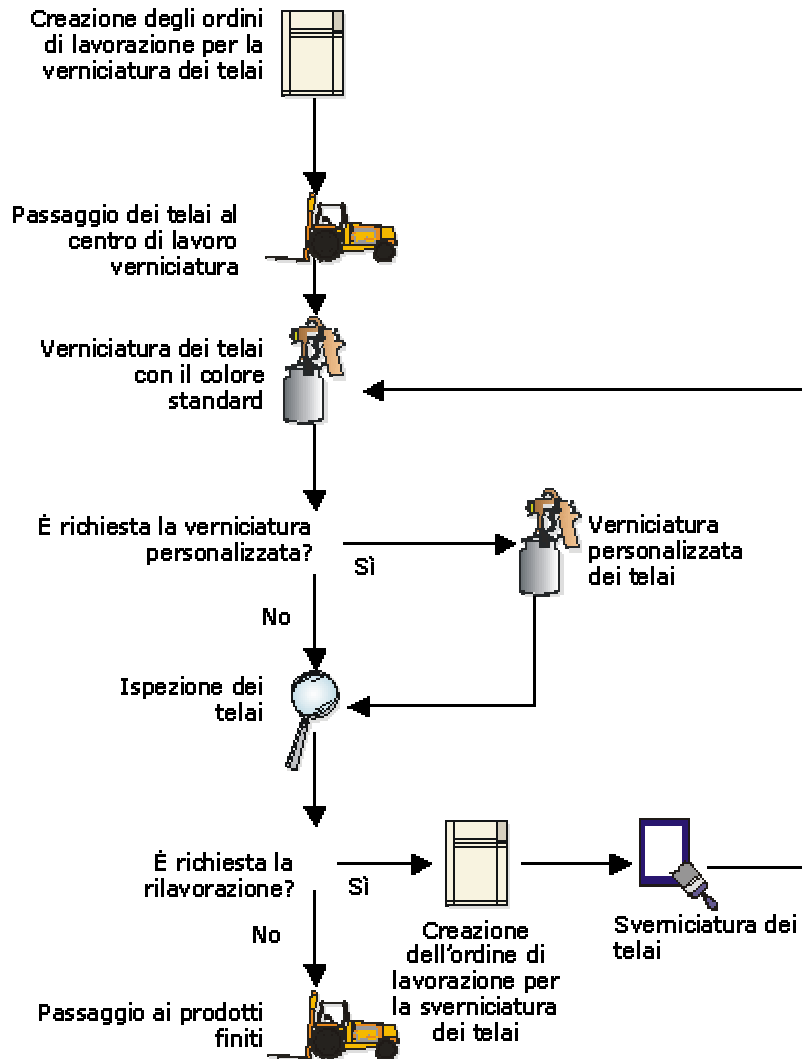 Creazione degli ordini
di lavorazione per la
verniciatura dei telai
Passaggio dei telai al
centro di lavoro
verniciatura
Verniciatura dei telai
con il colore
standard
È richiesta la verniciatura
personalizzata?
Sì
Verniciatura
personalizzata
dei telai
No
Ispezione dei
telai
È richiesta la
rilavorazione?
Sì
Creazione
dell'ordine di
lavorazione per
la sverniciatura
dei telai
Sverniciatura dei
telai
No
Passaggio ai prodotti
finiti